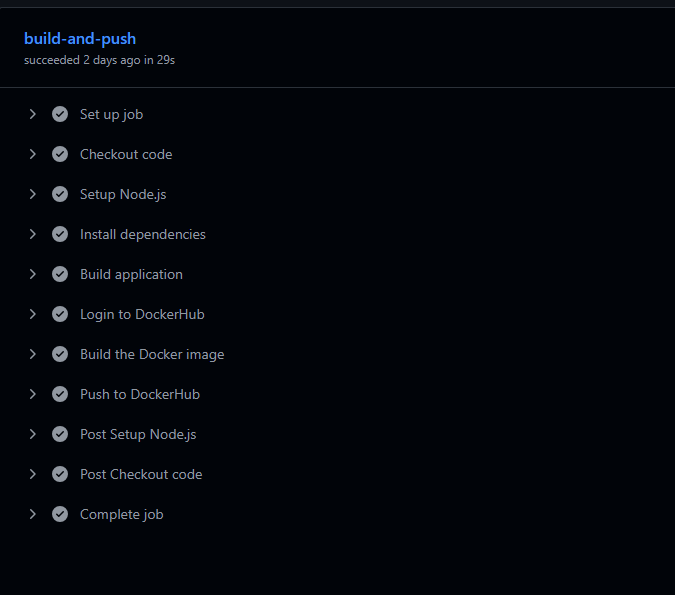 build-and-push
succeeded 2 days ago in 29s
Set up job
Checkout code
Setup Node.js
Install dependencies
Build application
Login to DockerHub
Build the Docker image
Push to DockerHub
Post Setup Node.js
Post Checkout code
Complete job